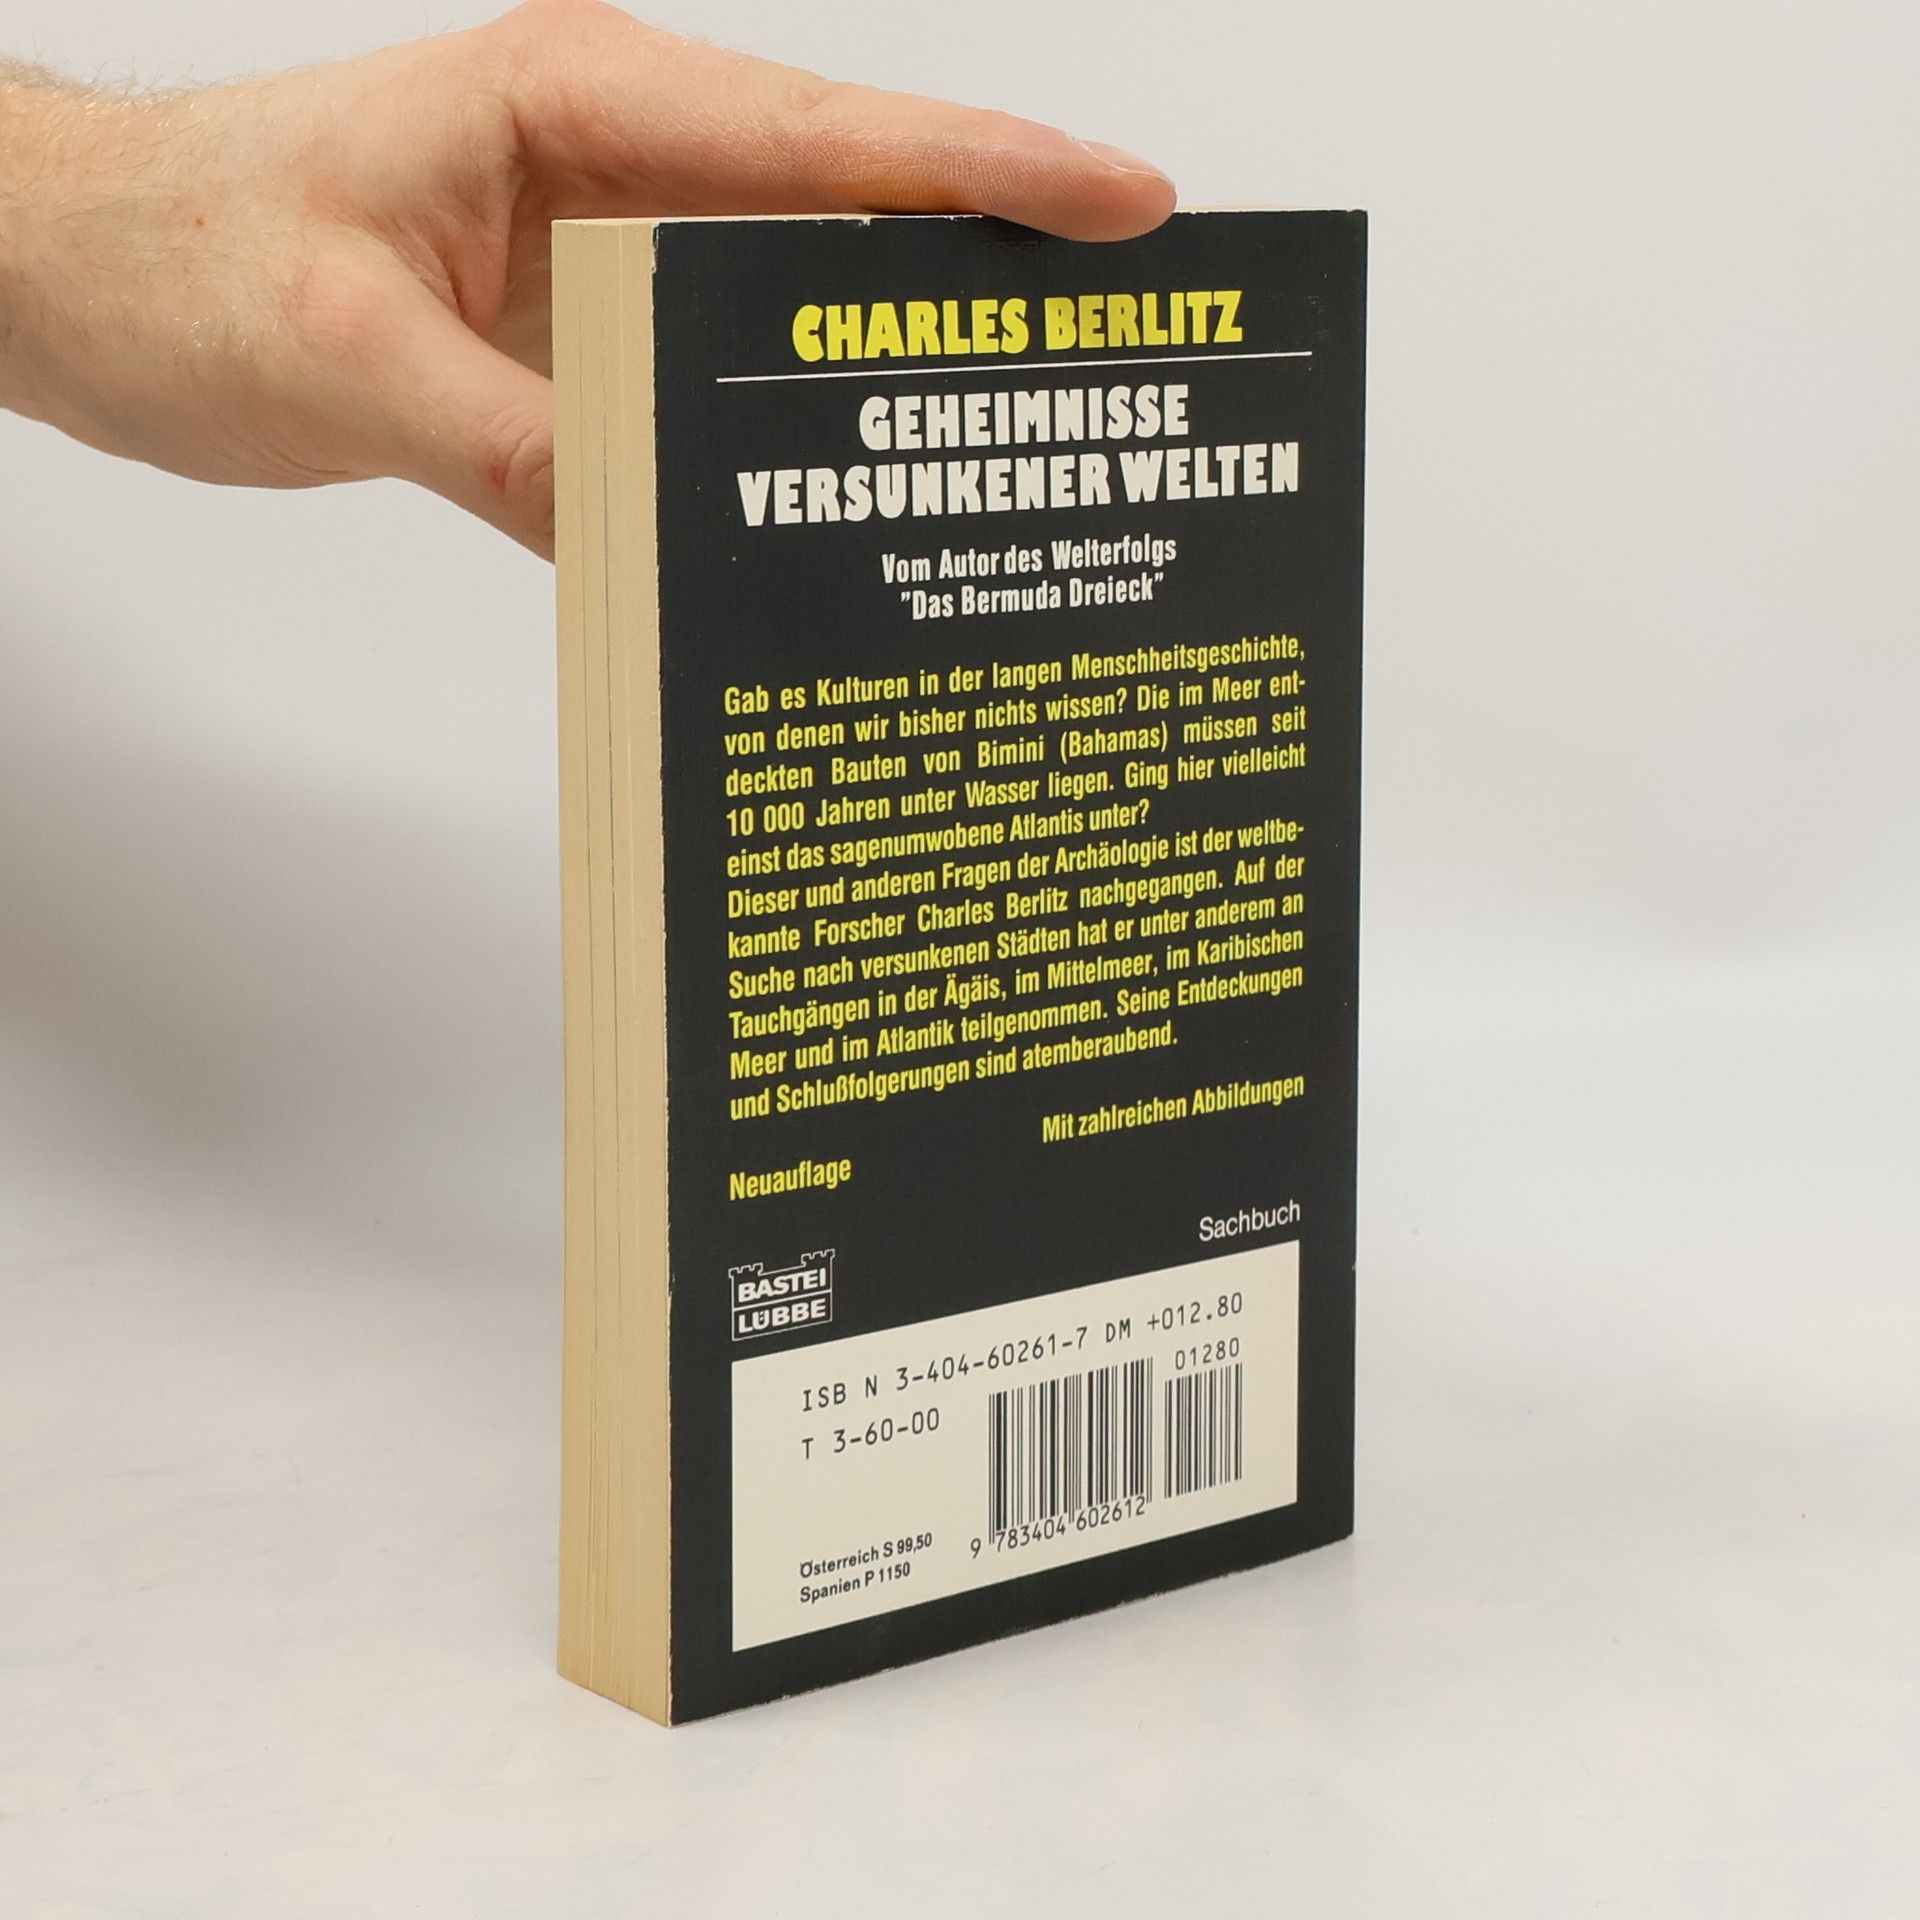 CHARLES BERLITZ
GEHEIMNISSE
VERSUNKENER WELTEN
Vom Autor des Welterfolgs
"Das Bermuda Dreieck"
Gab es Kulturen in der langen Menschheitsgeschichte,
von denen wir bisher nichts wissen? Die im Meer ent-
deckten Bauten von Bimini (Bahamas) müssen seit
10 000 Jahren unter Wasser liegen. Ging hier vielleicht
einst das sagenumwobene Atlantis unter?
Dieser und anderen Fragen der Archäologie ist der weltbe-
kannte Forscher Charles Berlitz nachgegangen. Auf der
Suche nach versunkenen Städten hat er unter anderem an
Tauchgängen in der Ägäis, im Mittelmeer, im Karibischen
Meer und im Atlantik teilgenommen. Seine Entdeckungen
und Schlußfolgerungen sind atemberaubend.
Mit zahlreichen Abbildungen
Neuauflage
Sachbuch
BASTEI
LÜBBE
ISB N 3-404-60261-7 DM +012.80
T 3-60-00
01280
9 783404 602612
Österreich S 99,50
Spanien P 1150